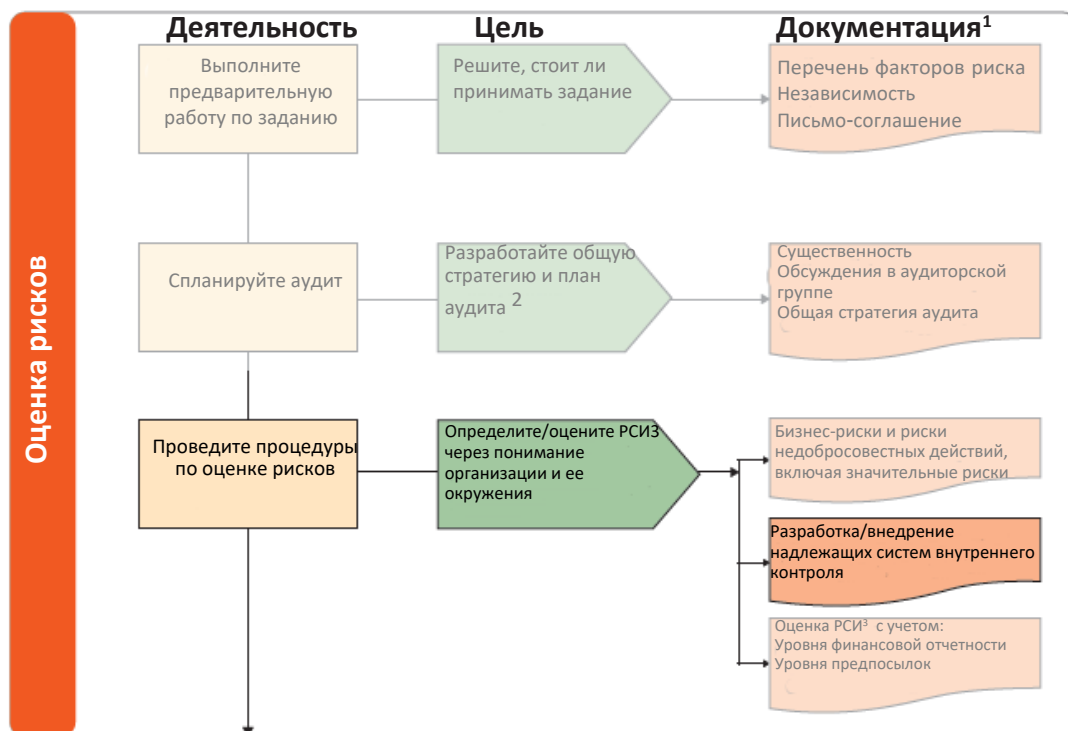 Оценка рисков
Деятельность
Цель
Документация¹
Выполните
предварительную
работу по заданию
Решите, стоит ли
принимать задание
Перечень факторов риска
Независимость
Письмо-соглашение
Спланируйте аудит
Разработайте общую
стратегию и план
аудита ²
Существенность
Обсуждения в аудиторской
группе
Общая стратегия аудита
Проведите процедуры
по оценке рисков
Определите/оцените РСИ3
через понимание
организации и ее
окружения
Бизнес-риски и риски
недобросовестных действий,
включая значительные риски
Разработка/внедрение
надлежащих систем внутреннего
контроля
Оценка РСИ³ с учетом:
Уровня финансовой отчетности
Уровня предпосылок